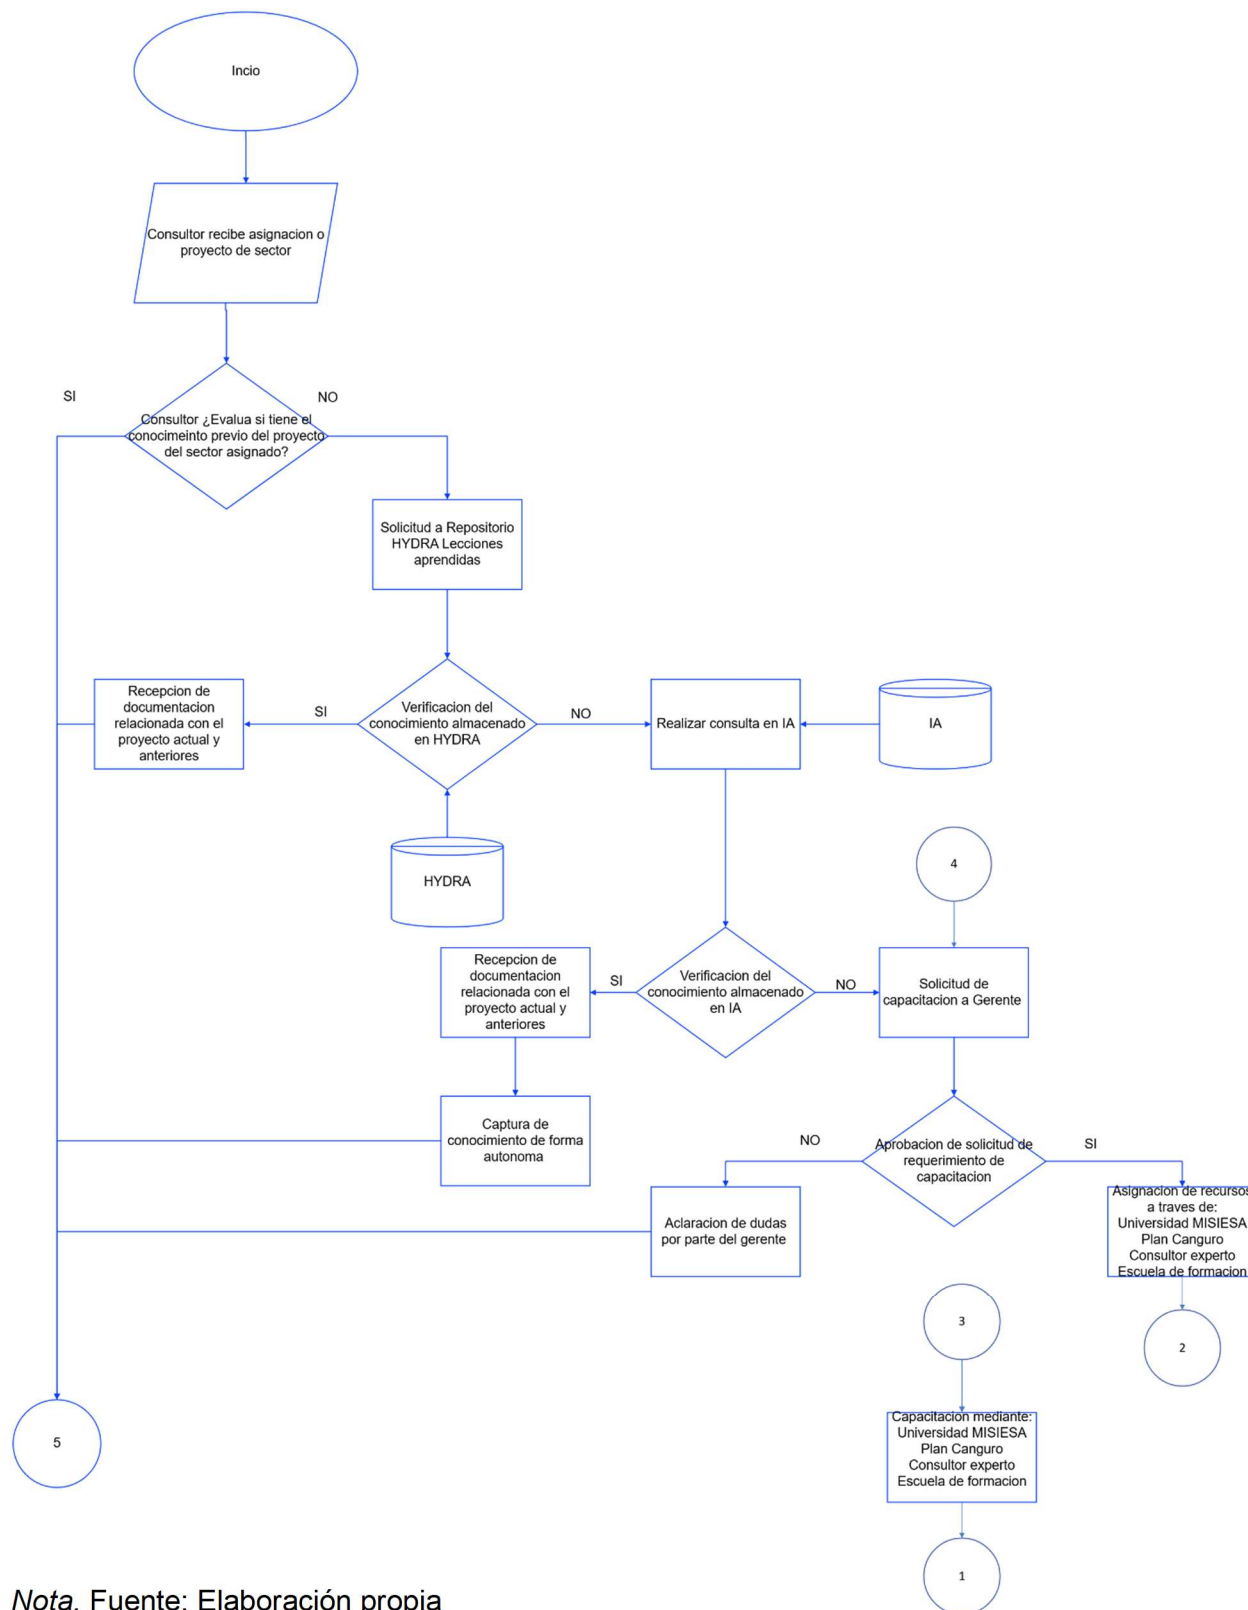 Incio
Consultor recibe asignacion o
proyecto de sector
SI
NO
Consultor ¿Evalua si tiene el
conocimeinto previo del proyecto
del sector asignado?
Solicitud a Repositorio
HYDRA Lecciones
aprendidas
Recepcion de
documentacion
relacionada con el
proyecto actual y
anteriores
SI
Verificacion del
conocimiento almacenado
en HYDRA
NO
Realizar consulta en IA
IA
HYDRA
4
Recepcion de
documentacion
relacionada con el
proyecto actual y
anteriores
SI
Verificacion del
conocimiento almacenado
en IA
NO
Solicitud de
capacitacion a Gerente
Captura de
conocimiento de forma
autonoma
NO
Aprobacion de solicitud de
requerimiento de
capacitacion
SI
Aclaracion de dudas
por parte del gerente
Asignacion de recursos
a traves de:
Universidad MISIESA
Plan Canguro
Consultor experto
Escuela de formacion
3
2
Capacitacion mediante:
Universidad MISIESA
Plan Canguro
Consultor experto
Escuela de formacion
5
1
Nota. Fuente: Elaboración propia